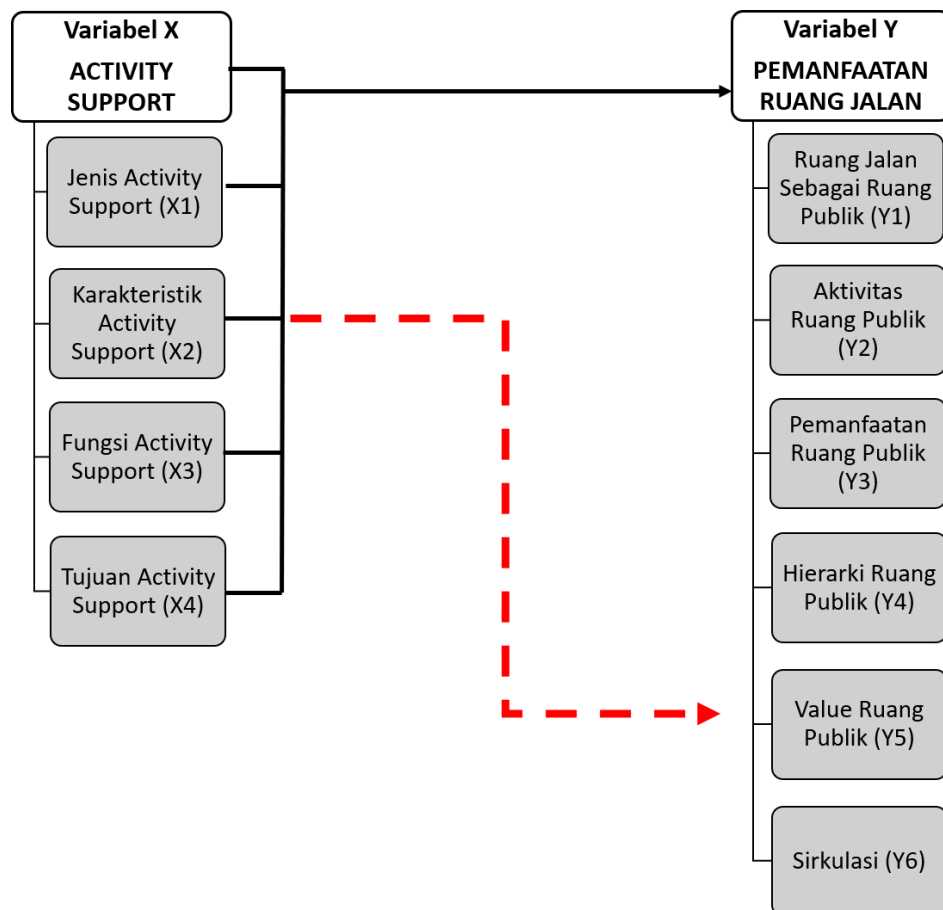 Variabel X
ACTIVITY
SUPPORT
Jenis Activity
Support (X1)
Karakteristik
Activity
Support (X2)
Fungsi Activity
Support (X3)
Tujuan Activity
Support (X4)
Variabel Y
PEMANFAATAN
RUANG JALAN
Ruang Jalan
Sebagai Ruang
Publik (Y1)
Aktivitas
Ruang Publik
(Y2)
Pemanfaatan
Ruang Publik
(Y3)
Hierarki Ruang
Publik (Y4)
Value Ruang
Publik (Y5)
Sirkulasi (Y6)